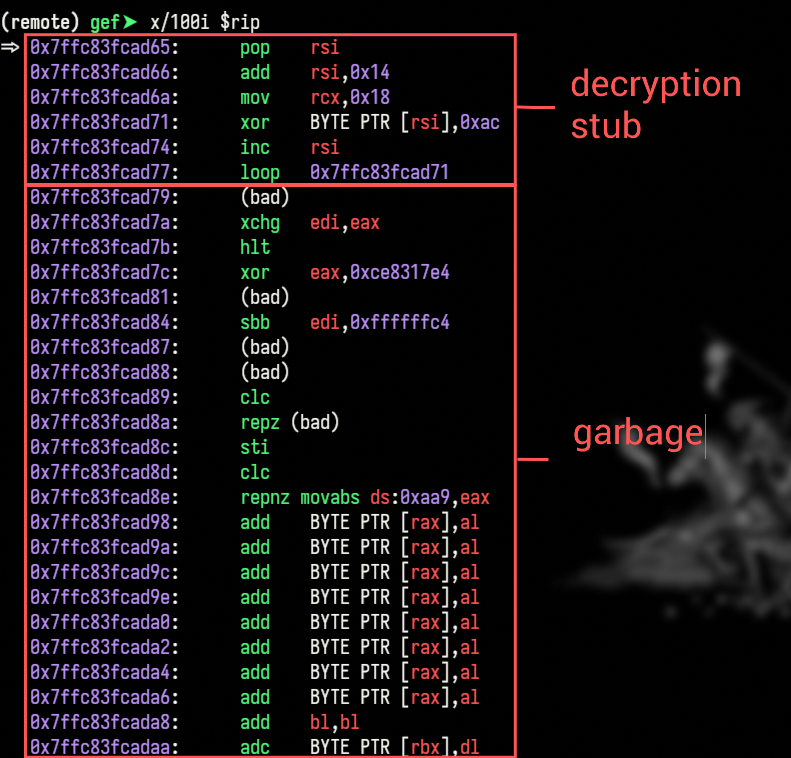 (remote) gef➤ x/100i $rip
⇒ 0x7ffc83fcad65: pop rsi
0x7ffc83fcad66: add rsi,0x14
0x7ffc83fcad6a: mov rcx,0x18
0x7ffc83fcad71: xor BYTE PTR [rsi],0xac
0x7ffc83fcad74: inc rsi
0x7ffc83fcad77: loop 0x7ffc83fcad71
decryption
stub
0x7ffc83fcad79: (bad)
0x7ffc83fcad7a: xchg edi,eax
0x7ffc83fcad7b: hlt
0x7ffc83fcad7c: xor eax,0xce8317e4
0x7ffc83fcad81: (bad)
0x7ffc83fcad84: sbb edi,0xffffffc4
0x7ffc83fcad87: (bad)
0x7ffc83fcad88: (bad)
0x7ffc83fcad89: clc
0x7ffc83fcad8a: repz (bad)
0x7ffc83fcad8c: sti
0x7ffc83fcad8d: clc
0x7ffc83fcad8e: repnz movabs ds:0xaa9,eax
0x7ffc83fcad98: add BYTE PTR [rax],al
0x7ffc83fcad9a: add BYTE PTR [rax],al
0x7ffc83fcad9c: add BYTE PTR [rax],al
0x7ffc83fcad9e: add BYTE PTR [rax],al
0x7ffc83fcada0: add BYTE PTR [rax],al
0x7ffc83fcada2: add BYTE PTR [rax],al
0x7ffc83fcada4: add BYTE PTR [rax],al
0x7ffc83fcada6: add BYTE PTR [rax],al
0x7ffc83fcada8: add bl,bl
0x7ffc83fcadaa: adc BYTE PTR [rbx],dl
garbage